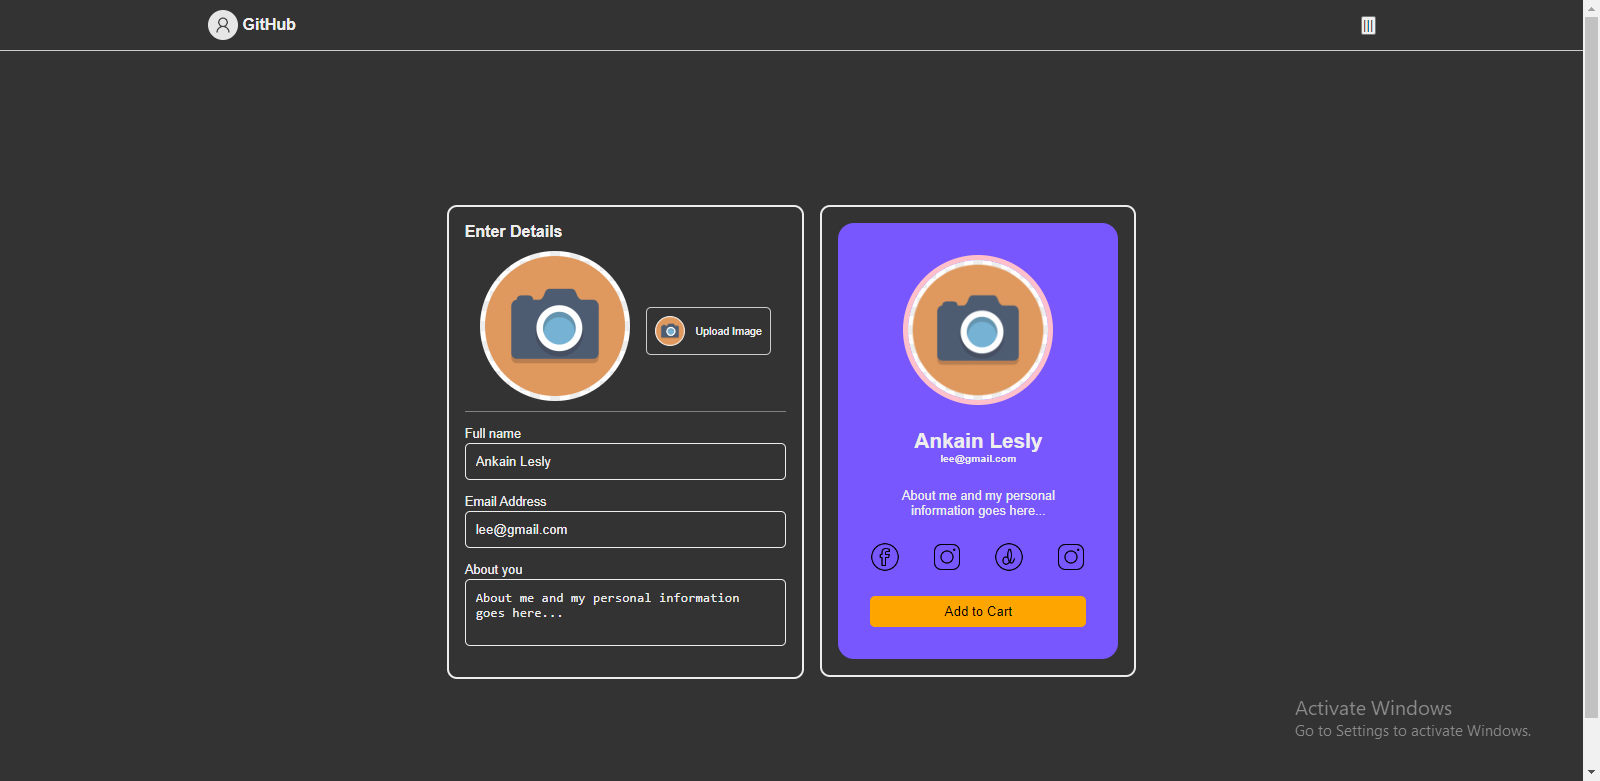 GitHub
Enter Details
Upload Image
Full name
Ankain Lesly
Email Address
lee@gmail.com
About you
About me and my personal information
goes here...
Ankain Lesly
lee@gmail.com
About me and my personal
information goes here...
Add to Cart
Activate Windows
Go to Settings to activate Windows.